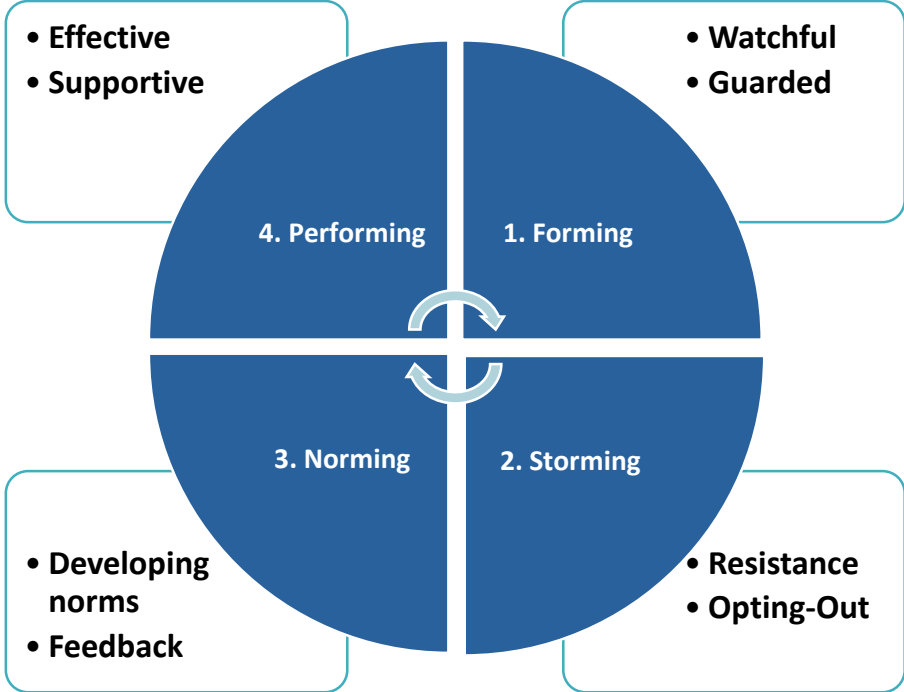 • Effective
• Supportive
• Watchful
• Guarded
4. Performing
1. Forming
3. Norming
2. Storming
• Developing
norms
• Feedback
• Resistance
• Opting-Out